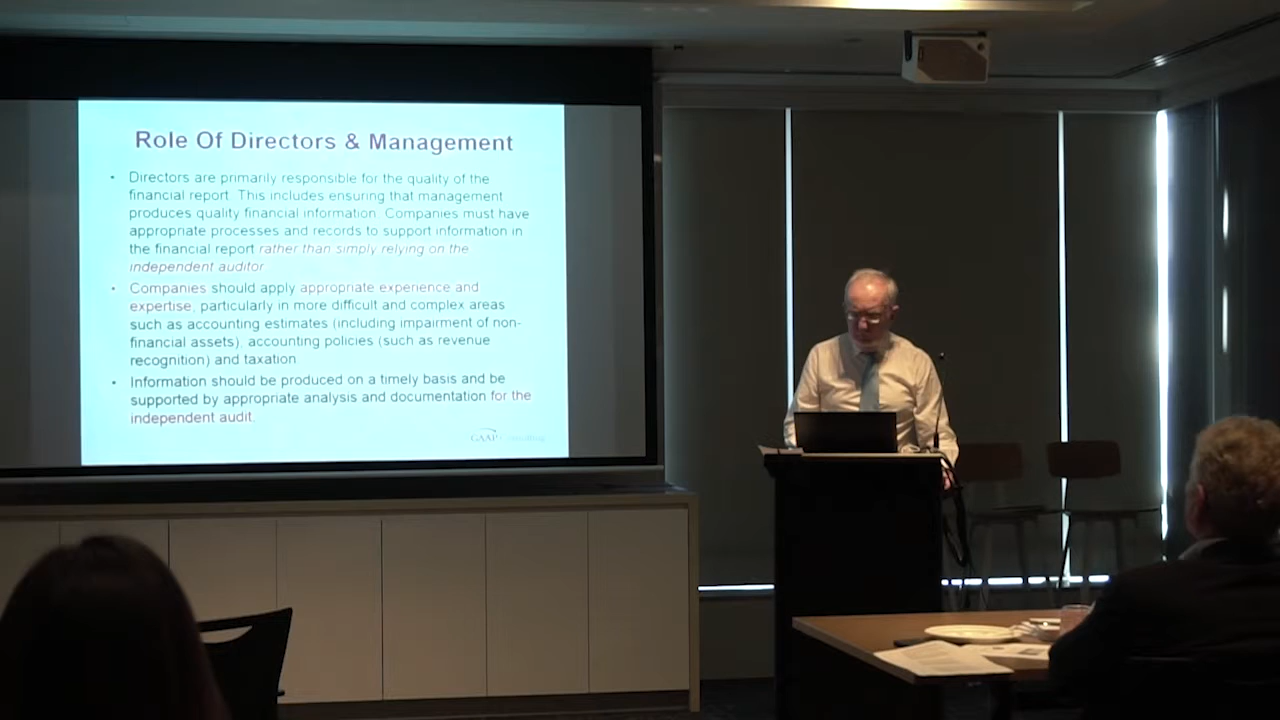 Role Of Directors & Management
• Directors are primarily responsible for the quality of the
financial report. This includes ensuring that management
produces quality financial information. Companies must have
appropriate processes and records to support information in
the financial report rather than simply relying on the
independent auditor
• Companies should apply appropriate experience and
expertise, particularly in more difficult and complex areas
such as accounting estimates (including impairment of non-
financial assets), accounting policies (such as revenue
recognition) and taxation
• Information should be produced on a timely basis and be
supported by appropriate analysis and documentation for the
independent audit.
GAAP Consulting